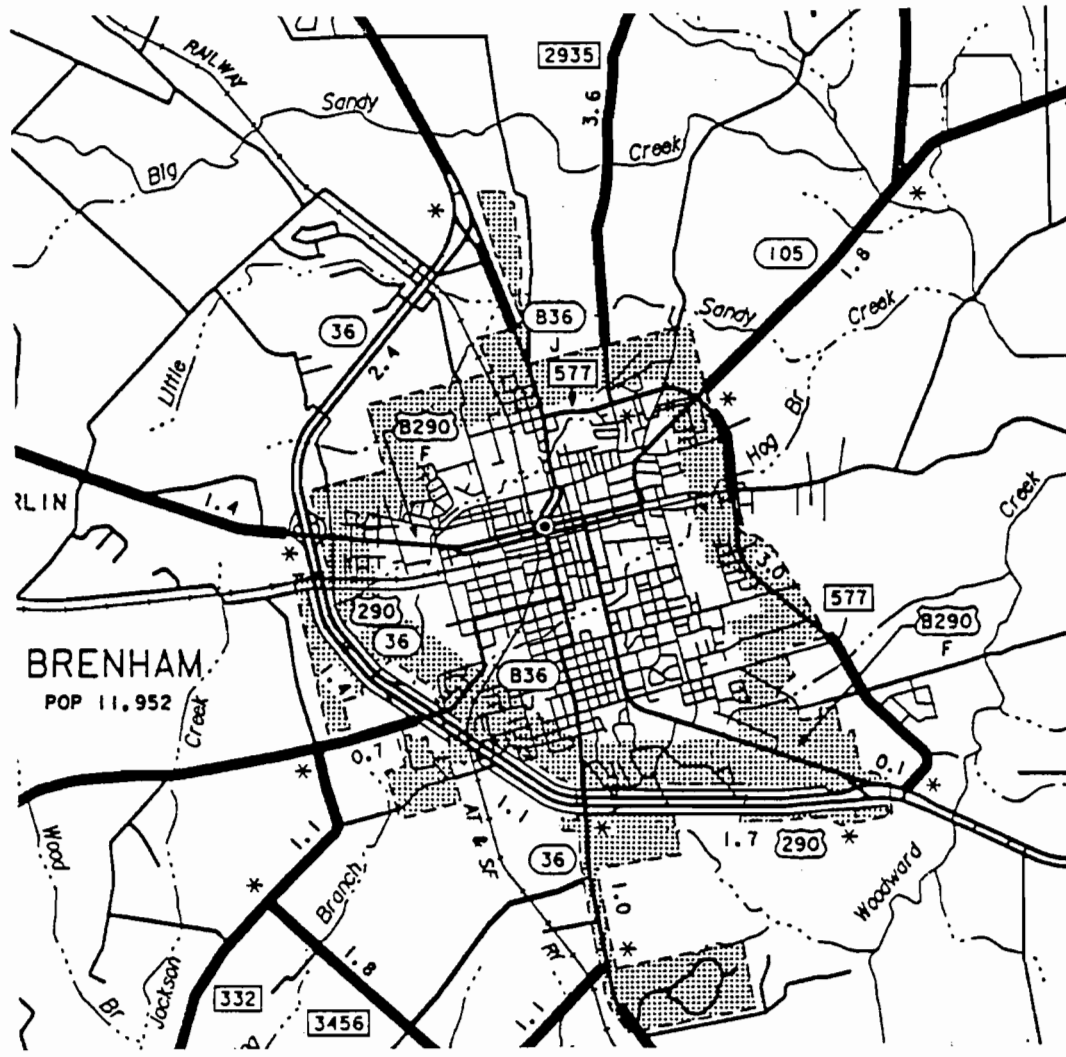 RAILWAY
2935
Sandy
3.6
Creek
Big
*
*
105
1.8
Sandy
Creek
B36
J
36
2.4
Little
577
*
*
*
Br
B290
F
Hog
RLIN
1.4
Creek
*
3.0
290
577
36
B290
F
BRENHAM
POP 11,952
B36
1.4
Creek
0.7
*
0.1
*
Wood
1.1
AT & SF
1.1
*
1.7
290
*
36
Branch
*
1.0
Woodward
RY
*
1.8
Jackson
Br
332
3456
1.1